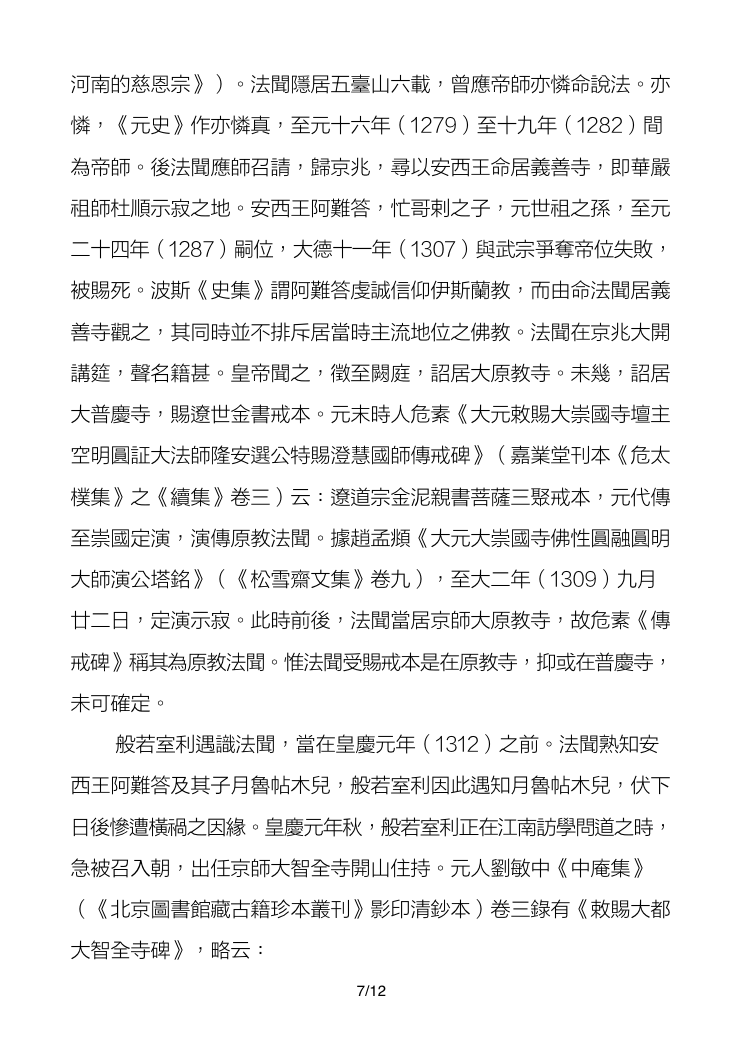 河南的慈恩宗》）。法聞隱居五臺山六載，曾應帝師亦憐命說法。亦
憐，《元史》作亦憐真，至元十六年（1279）至十九年（1282）間
為帝師。後法聞應師召請，歸京兆，尋以安西王命居義善寺，即華嚴
祖師杜順示寂之地。安西王阿難答，忙哥剌之子，元世祖之孫，至元
二十四年（1287）嗣位，大德十一年（1307）與武宗爭奪帝位失敗，
被賜死。波斯《史集》謂阿難答虔誠信仰伊斯蘭教，而由命法聞居義
善寺觀之，其同時並不排斥居當時主流地位之佛教。法聞在京兆大開
講筵，聲名籍甚。皇帝聞之，徵至闕庭，詔居大原教寺。未幾，詔居
大普慶寺，賜遼世金書戒本。元末時人危素《大元敕賜大崇國寺壇主
空明圓証大法師隆安選公特賜澄慧國師傳戒碑》（嘉業堂刊本《危太
樸集》之《續集》卷三）云：遼道宗金泥親書菩薩三聚戒本，元代傳
至崇國定演，演傳原教法聞。據趙孟頫《大元大崇國寺佛性圓融圓明
大師演公塔銘》（《松雪齋文集》卷九），至大二年（1309）九月
廿二日，定演示寂。此時前後，法聞當居京師大原教寺，故危素《傳
戒碑》稱其為原教法聞。惟法聞受賜戒本是在原教寺，抑或在普慶寺，
未可確定。
般若室利遇識法聞，當在皇慶元年（1312）之前。法聞熟知安
西王阿難答及其子月魯帖木兒，般若室利因此遇知月魯帖木兒，伏下
日後慘遭橫禍之因緣。皇慶元年秋，般若室利正在江南訪學問道之時，
急被召入朝，出任京師大智全寺開山住持。元人劉敏中《中庵集》
（《北京圖書館藏古籍珍本叢刊》影印清鈔本）卷三錄有《敕賜大都
大智全寺碑》，略云：
7/12